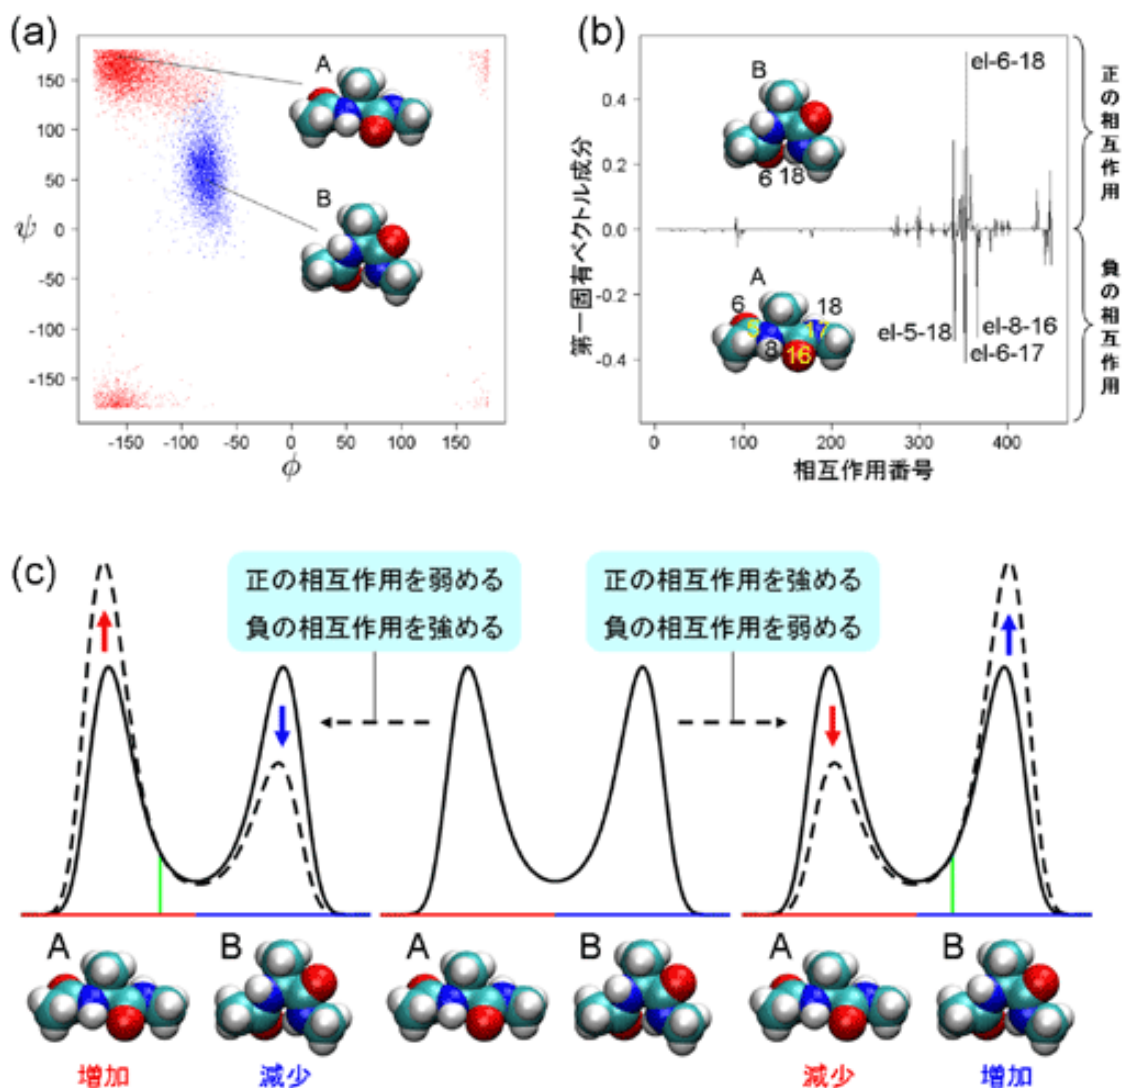 (a)
150
100
50
0
-50
-100
-150
ψ
-150
-100
-50
0
50
100
150
ϕ
A
B
(b)
0.4
0.2
0.0
-0.2
-0.4
第一固有ベクトル成分
0
100
200
300
400
相互作用番号
B
6
18
A
6
18
5
17
8
16
el-6-18
el-5-18
el-8-16
el-6-17
正の相互作用
負の相互作用
(c)
正の相互作用を弱める
負の相互作用を強める
正の相互作用を強める
負の相互作用を弱める
A
B
A
B
A
B
増加
減少
減少
増加